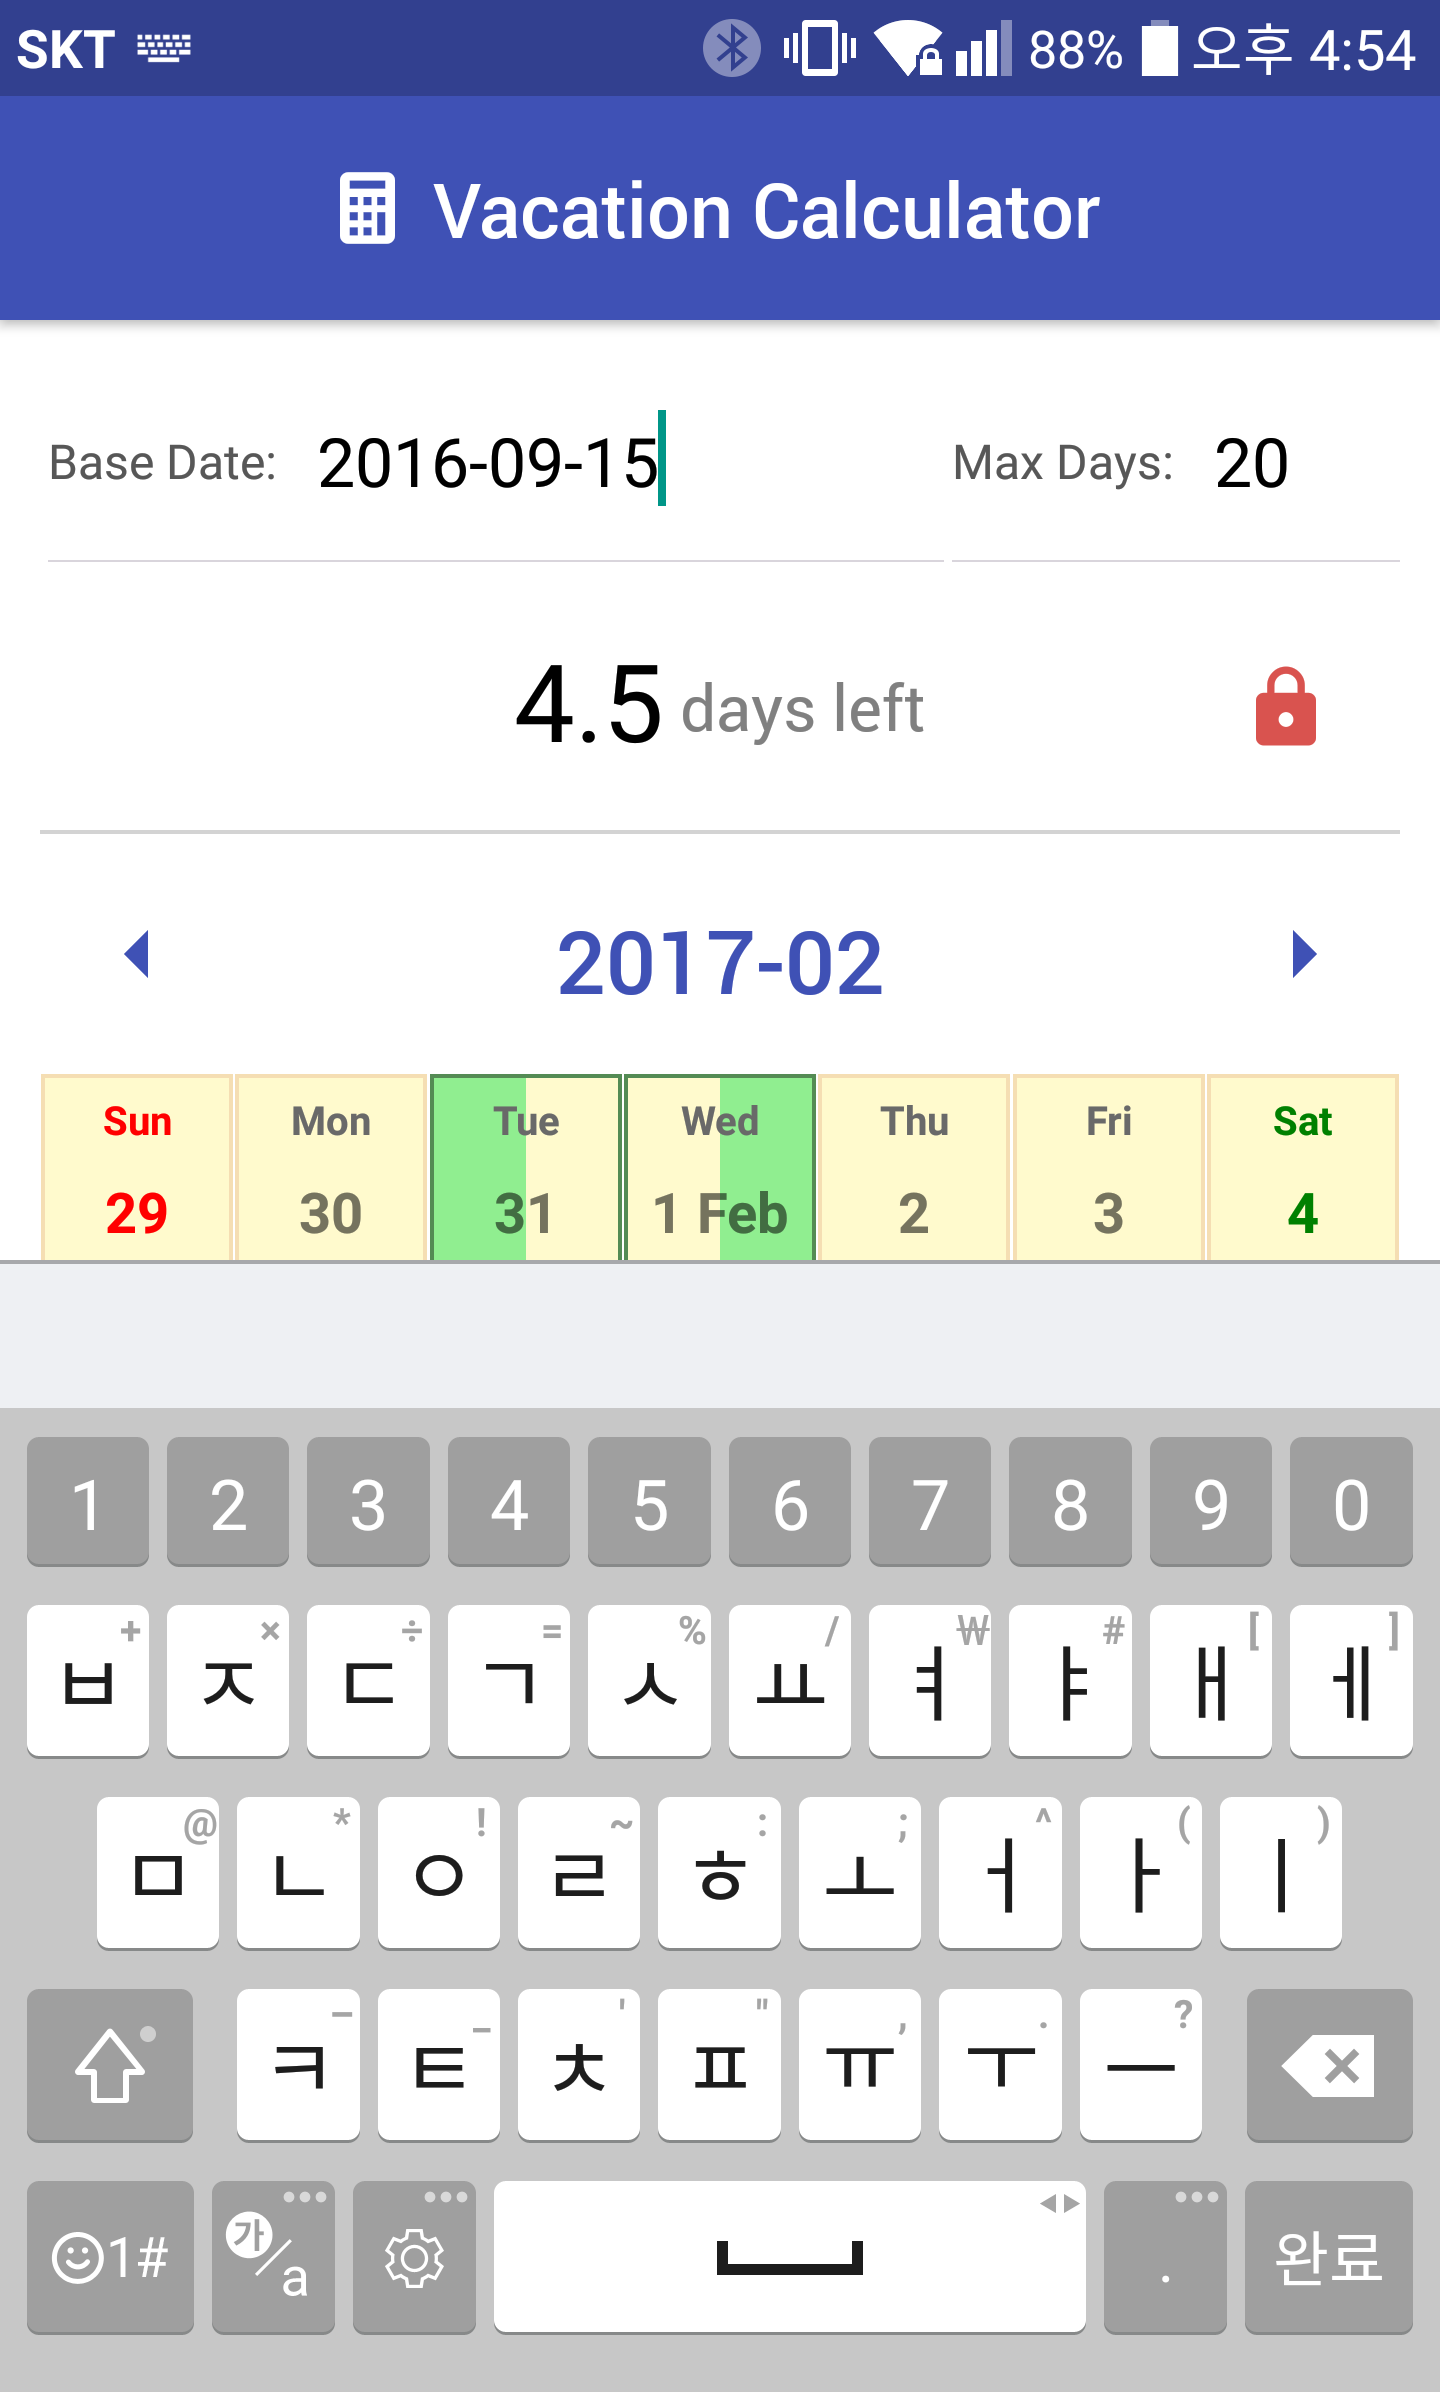 SKT 88% 오후 4:54
Vacation Calculator
Base Date: 2016-09-15 Max Days: 20
4.5 days left
2017-02
Sun Mon Tue Wed Thu Fri Sat
29 30 31 1 Feb 2 3 4
1 2 3 4 5 6 7 8 9 0
+ × ÷ = % / ₩ # [ ]
ㅂ ㅈ ㄷ ㄱ ㅅ ㅛ ㅕ ㅑ ㅐ ㅔ
@ * ! ~ : ; ^ ( )
ㅁ ㄴ ㅇ ㄹ ㅎ ㅗ ㅓ ㅏ ㅣ
– _ ' " , . ?
ㅋ ㅌ ㅊ ㅍ ㅠ ㅜ ㅡ
1# 가/a . 완료